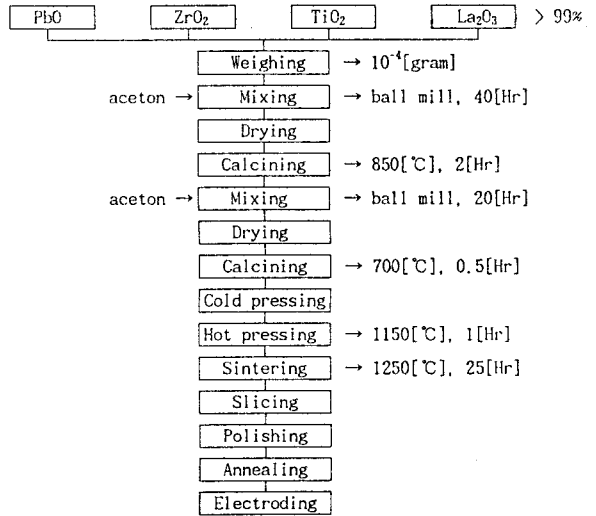 PbO ZrO₂ TiO₂ La₂O₃ > 99%
Weighing → 10⁻⁴[gram]
aceton → Mixing → ball mill, 40[Hr]
Drying
Calcining → 850[℃], 2[Hr]
aceton → Mixing → ball mill, 20[Hr]
Drying
Calcining → 700[℃], 0.5[Hr]
Cold pressing
Hot pressing → 1150[℃], 1[Hr]
Sintering → 1250[℃], 25[Hr]
Slicing
Polishing
Annealing
Electroding